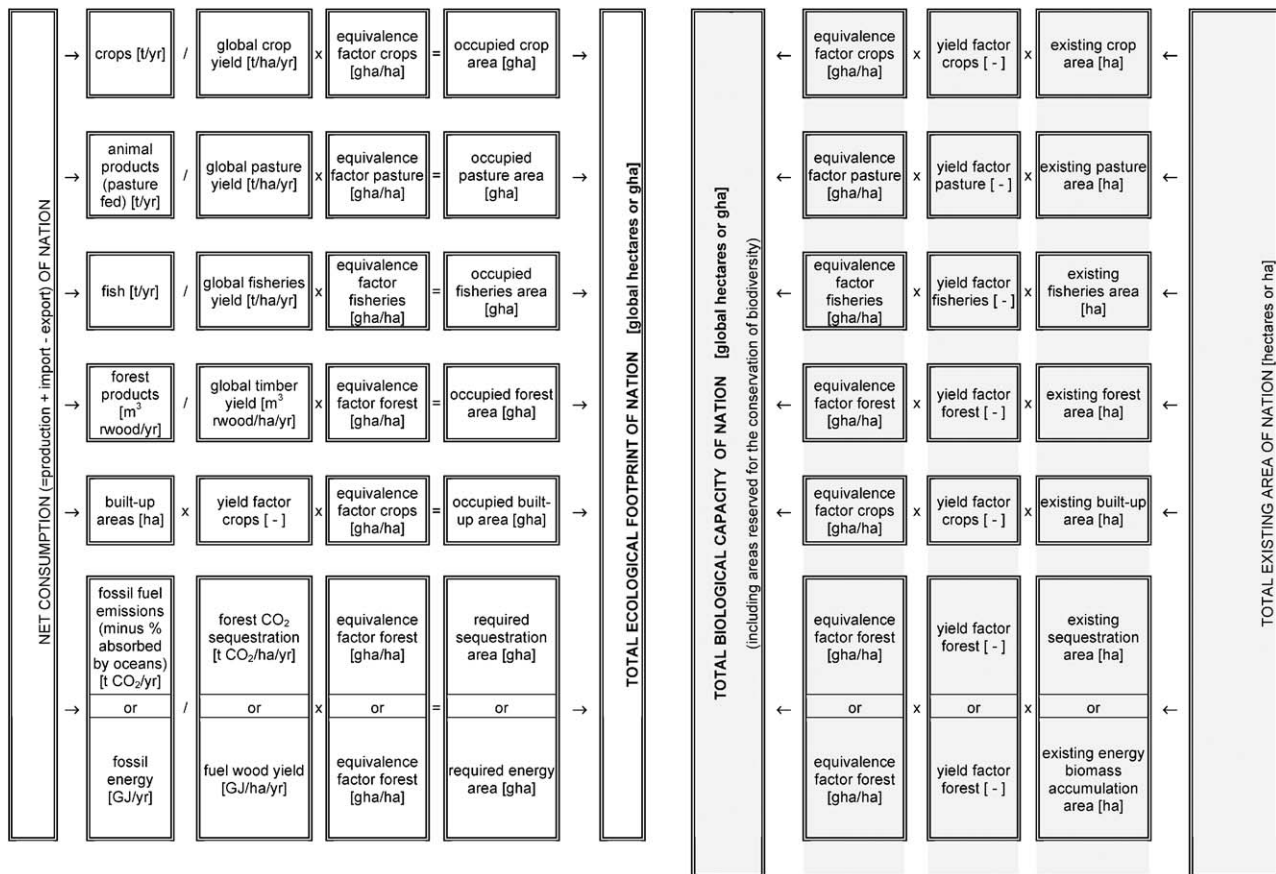 NET CONSUMPTION (=production + import - export) OF NATION
→ crops [t/yr] / global crop yield [t/ha/yr] x equivalence factor crops [gha/ha] = occupied crop area [gha] →
→ animal products (pasture fed) [t/yr] / global pasture yield [t/ha/yr] x equivalence factor pasture [gha/ha] = occupied pasture area [gha] →
→ fish [t/yr] / global fisheries yield [t/ha/yr] x equivalence factor fisheries [gha/ha] = occupied fisheries area [gha] →
→ forest products [m³ rwood/yr] / global timber yield [m³ rwood/ha/yr] x equivalence factor forest [gha/ha] = occupied forest area [gha] →
→ built-up areas [ha] x yield factor crops [ - ] x equivalence factor crops [gha/ha] = occupied built-up area [gha] →
fossil fuel emissions (minus % absorbed by oceans) [t CO₂/yr] forest CO₂ sequestration [t CO₂/ha/yr] equivalence factor forest [gha/ha] required sequestration area [gha]
→ or / or x or = or →
fossil energy [GJ/yr] fuel wood yield [GJ/ha/yr] equivalence factor forest [gha/ha] required energy area [gha]
TOTAL ECOLOGICAL FOOTPRINT OF NATION [global hectares or gha]
TOTAL BIOLOGICAL CAPACITY OF NATION [global hectares or gha]
(including areas reserved for the conservation of biodiversity)
← equivalence factor crops [gha/ha] x yield factor crops [ - ] x existing crop area [ha] ←
← equivalence factor pasture [gha/ha] x yield factor pasture [ - ] x existing pasture area [ha] ←
← equivalence factor fisheries [gha/ha] x yield factor fisheries [ - ] x existing fisheries area [ha] ←
← equivalence factor forest [gha/ha] x yield factor forest [ - ] x existing forest area [ha] ←
← equivalence factor crops [gha/ha] x yield factor crops [ - ] x existing built-up area [ha] ←
equivalence factor forest [gha/ha] yield factor forest [ - ] existing sequestration area [ha]
← or x or x or ←
equivalence factor forest [gha/ha] yield factor forest [ - ] existing energy biomass accumulation area [ha]
TOTAL EXISTING AREA OF NATION [hectares or ha]